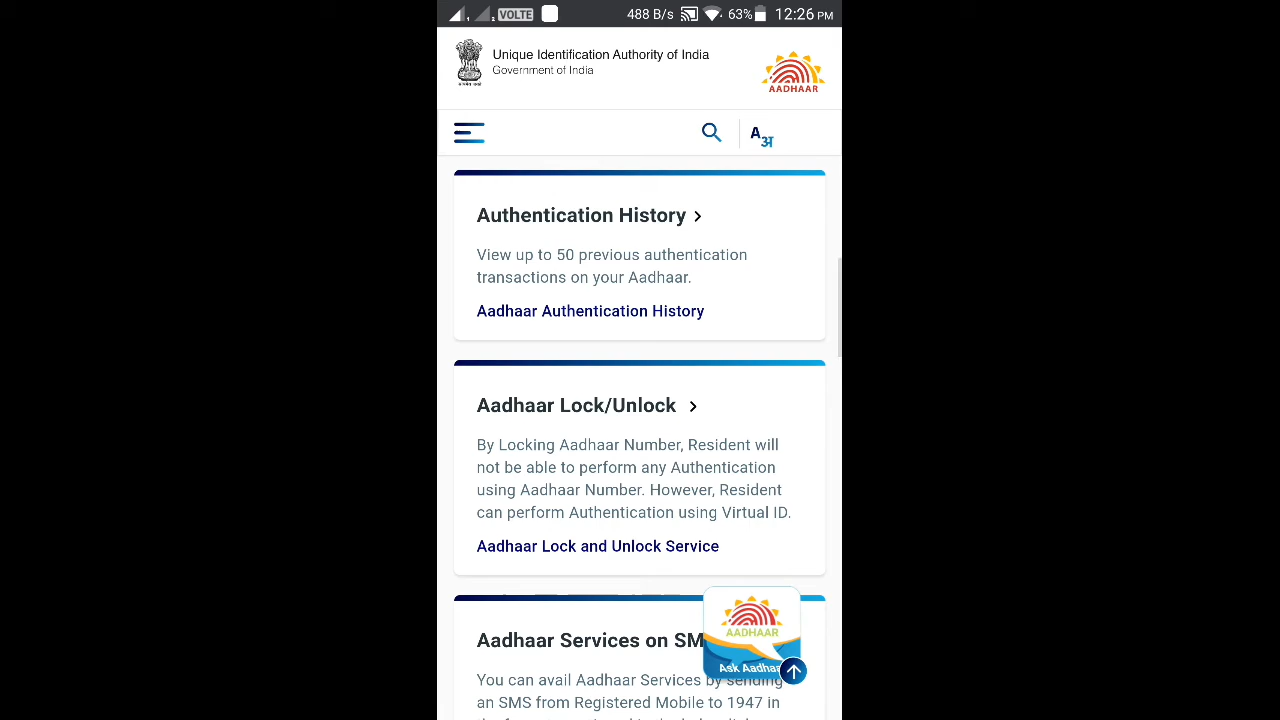 VOLTE 488 B/s 63% 12:26 PM
Unique Identification Authority of India
Government of India
AADHAAR
A अ
Authentication History
View up to 50 previous authentication
transactions on your Aadhaar.
Aadhaar Authentication History
Aadhaar Lock/Unlock
By Locking Aadhaar Number, Resident will
not be able to perform any Authentication
using Aadhaar Number. However, Resident
can perform Authentication using Virtual ID.
Aadhaar Lock and Unlock Service
Aadhaar Services on SM
AADHAAR
Ask Aadhaa
You can avail Aadhaar Services by sending
an SMS from Registered Mobile to 1947 in